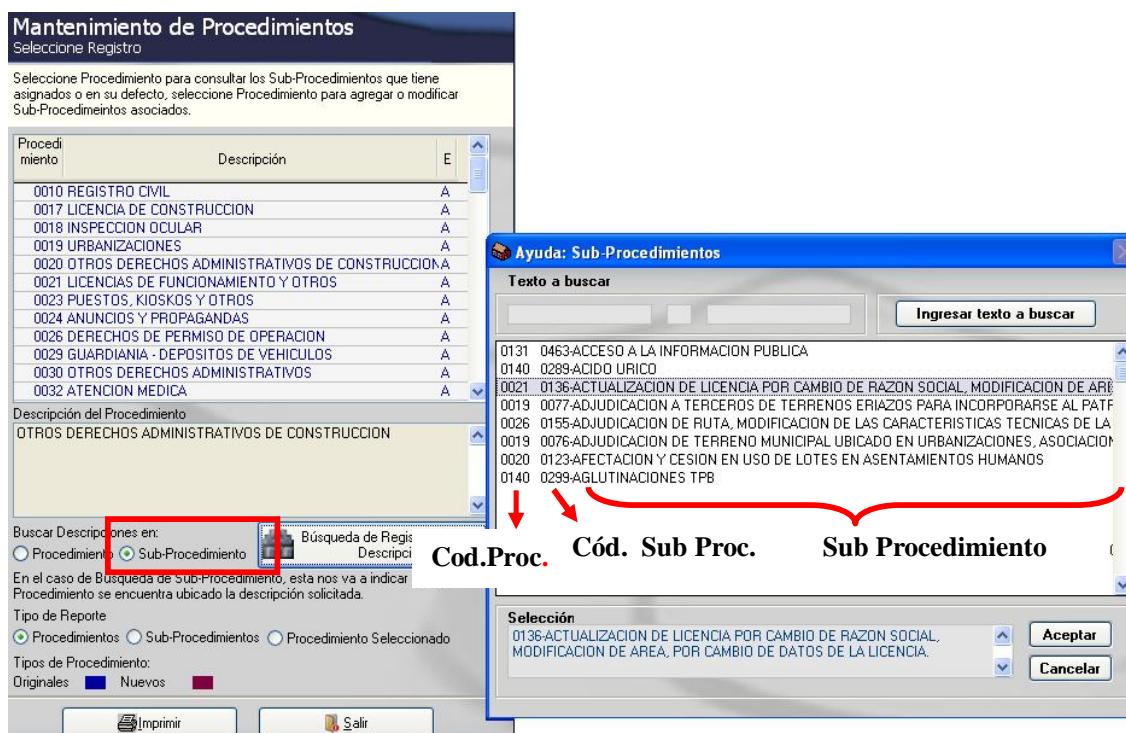 Mantenimiento de Procedimientos
Seleccione Registro
Seleccione Procedimiento para consultar los Sub-Procedimientos que tiene
asignados o en su defecto, seleccione Procedimiento para agregar o modificar
Sub-Procedimeintos asociados.
Procedi
miento Descripción E
0010 REGISTRO CIVIL A
0017 LICENCIA DE CONSTRUCCION A
0018 INSPECCION OCULAR A
0019 URBANIZACIONES A
0020 OTROS DERECHOS ADMINISTRATIVOS DE CONSTRUCCION A
0021 LICENCIAS DE FUNCIONAMIENTO Y OTROS A
0023 PUESTOS, KIOSKOS Y OTROS A
0024 ANUNCIOS Y PROPAGANDAS A
0026 DERECHOS DE PERMISO DE OPERACION A
0029 GUARDIANIA - DEPOSITOS DE VEHICULOS A
0030 OTROS DERECHOS ADMINISTRATIVOS A
0032 ATENCION MEDICA A
Descripción del Procedimiento
OTROS DERECHOS ADMINISTRATIVOS DE CONSTRUCCION
Buscar Descripciones en:
Procedimiento Sub-Procedimiento
Búsqueda de Regis
Descripci
En el caso de Búsqueda de Sub-Procedimiento, esta nos va a indicar
Procedimiento se encuentra ubicado la descripción solicitada.
Tipo de Reporte
Procedimientos Sub-Procedimientos Procedimiento Seleccionado
Tipos de Procedimiento:
Originales Nuevos
Imprimir Salir
Ayuda: Sub-Procedimientos
Texto a buscar
Ingresar texto a buscar
0131 0463-ACCESO A LA INFORMACION PUBLICA
0140 0289-ACIDO URICO
0021 0136-ACTUALIZACION DE LICENCIA POR CAMBIO DE RAZON SOCIAL, MODIFICACION DE ARE
0019 0077-ADJUDICACION A TERCEROS DE TERRENOS ERIAZOS PARA INCORPORARSE AL PATR
0026 0155-ADJUDICACION DE RUTA, MODIFICACION DE LAS CARACTERISTICAS TECNICAS DE LA
0019 0076-ADJUDICACION DE TERRENO MUNICIPAL UBICADO EN URBANIZACIONES, ASOCIACION
0020 0123-AFECTACION Y CESION EN USO DE LOTES EN ASENTAMIENTOS HUMANOS
0140 0299-AGLUTINACIONES TPB
Cod.Proc. Cód. Sub Proc. Sub Procedimiento
Selección
0136-ACTUALIZACION DE LICENCIA POR CAMBIO DE RAZON SOCIAL,
MODIFICACION DE AREA, POR CAMBIO DE DATOS DE LA LICENCIA.
Aceptar
Cancelar